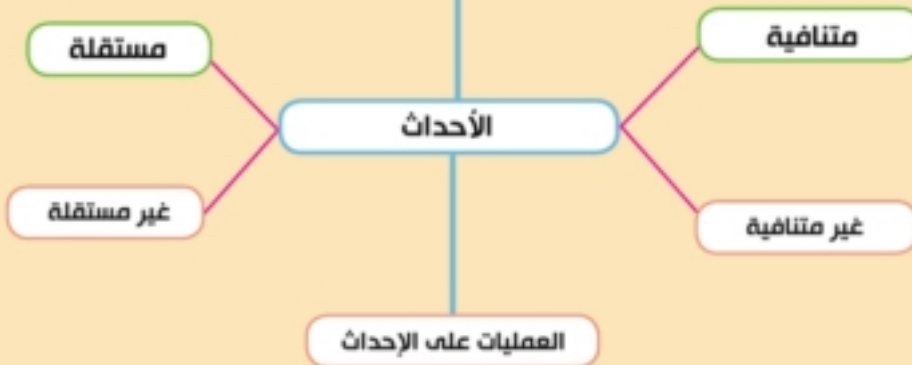 متنافية
مستقلة
الأحداث
غير متنافية
غير مستقلة
العمليات على الإحداث